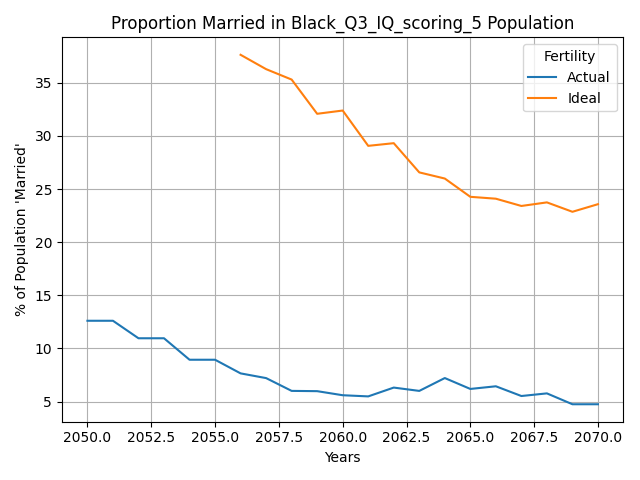 Proportion Married in Black_Q3_IQ_scoring_5 Population
% of Population 'Married'
35
30
25
20
15
10
5
Fertility
Actual
Ideal
2050.0 2052.5 2055.0 2057.5 2060.0 2062.5 2065.0 2067.5 2070.0
Years